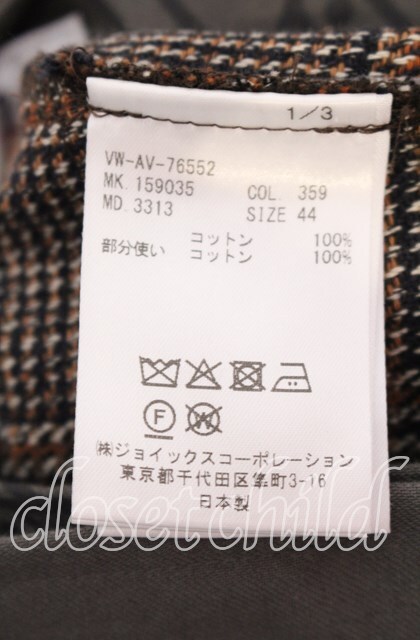 1/3
VW-AV-76552
MK. 159035 COL. 359
MD. 3313 SIZE 44
コットン 100%
部分使い コットン 100%
F
W
㈱ジョイックスコーポレーション
東京都千代田区隼町3-16
日本製
closet child